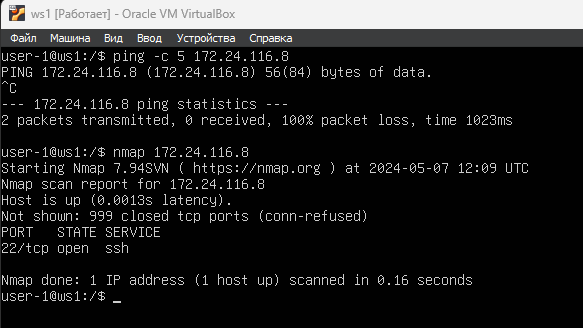 ws1 [Работает] - Oracle VM VirtualBox
Файл Машина Вид Ввод Устройства Справка
user-1@ws1:/$ ping -c 5 172.24.116.8
PING 172.24.116.8 (172.24.116.8) 56(84) bytes of data.
^C
--- 172.24.116.8 ping statistics ---
2 packets transmitted, 0 received, 100% packet loss, time 1023ms
user-1@ws1:/$ nmap 172.24.116.8
Starting Nmap 7.94SVN ( https://nmap.org ) at 2024-05-07 12:09 UTC
Nmap scan report for 172.24.116.8
Host is up (0.0013s latency).
Not shown: 999 closed tcp ports (conn-refused)
PORT   STATE SERVICE
22/tcp open  ssh
Nmap done: 1 IP address (1 host up) scanned in 0.16 seconds
user-1@ws1:/$ _